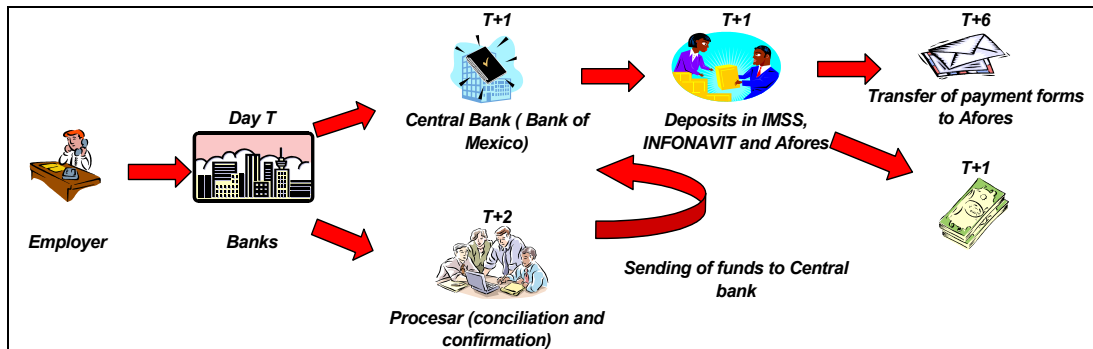 T+1
T+1
T+6
Day T
Central Bank ( Bank of
Mexico)
Deposits in IMSS,
INFONAVIT and Afores
Transfer of payment forms
to Afores
T+1
T+2
Employer
Banks
Sending of funds to Central
bank
Procesar (conciliation and
confirmation)